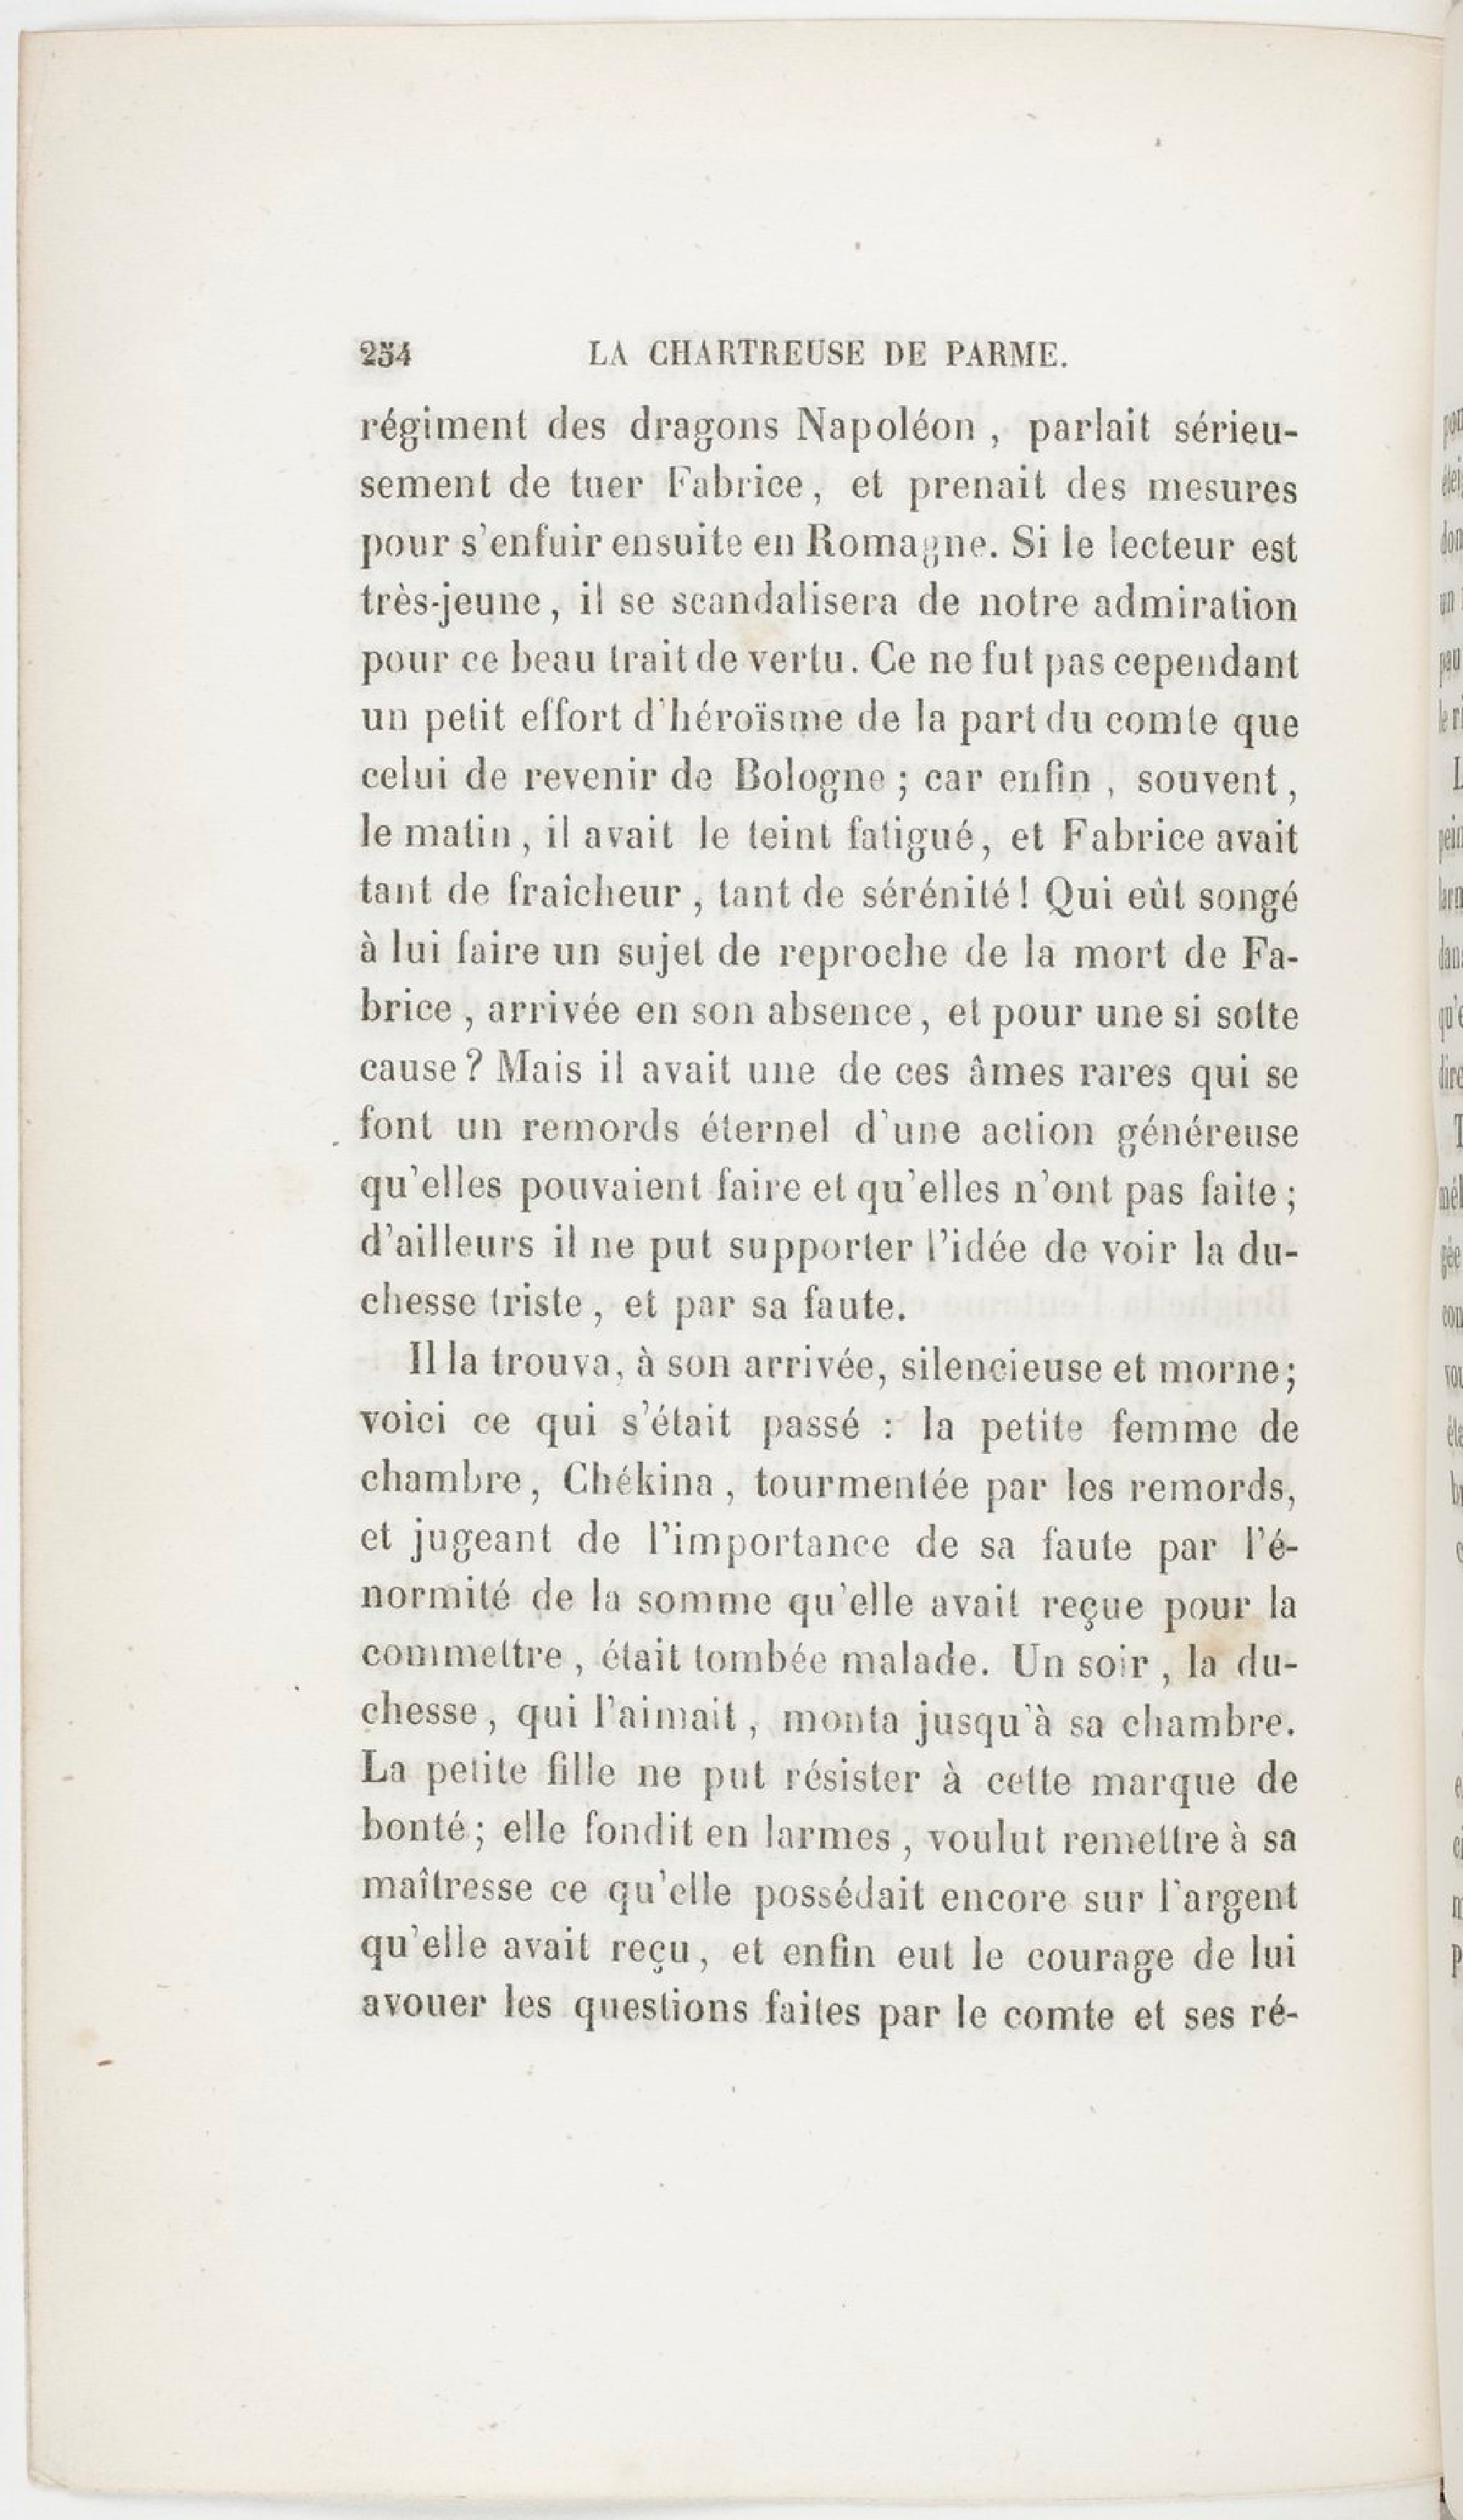 254 LA CHARTREUSE DE PARME.
régiment des dragons Napoléon, parlait sérieu-
sement de tuer Fabrice, et prenait des mesures
pour s'enfuir ensuite en Romagne. Si le lecteur est
très-jeune, il se scandalisera de notre admiration
pour ce beau trait de vertu. Ce ne fut pas cependant
un petit effort d'héroïsme de la part du comte que
celui de revenir de Bologne; car enfin, souvent,
le matin, il avait le teint fatigué, et Fabrice avait
tant de fraîcheur, tant de sérénité! Qui eût songé
à lui faire un sujet de reproche de la mort de Fa-
brice, arrivée en son absence, et pour une si sotte
cause? Mais il avait une de ces âmes rares qui se
font un remords éternel d'une action généreuse
qu'elles pouvaient faire et qu'elles n'ont pas faite;
d'ailleurs il ne put supporter l'idée de voir la du-
chesse triste, et par sa faute.
Il la trouva, à son arrivée, silencieuse et morne;
voici ce qui s'était passé : la petite femme de
chambre, Chékina, tourmentée par les remords,
et jugeant de l'importance de sa faute par l'é-
normité de la somme qu'elle avait reçue pour la
commettre, était tombée malade. Un soir, la du-
chesse, qui l'aimait, monta jusqu'à sa chambre.
La petite fille ne put résister à cette marque de
bonté; elle fondit en larmes, voulut remettre à sa
maîtresse ce qu'elle possédait encore sur l'argent
qu'elle avait reçu, et enfin eut le courage de lui
avouer les questions faites par le comte et ses ré-